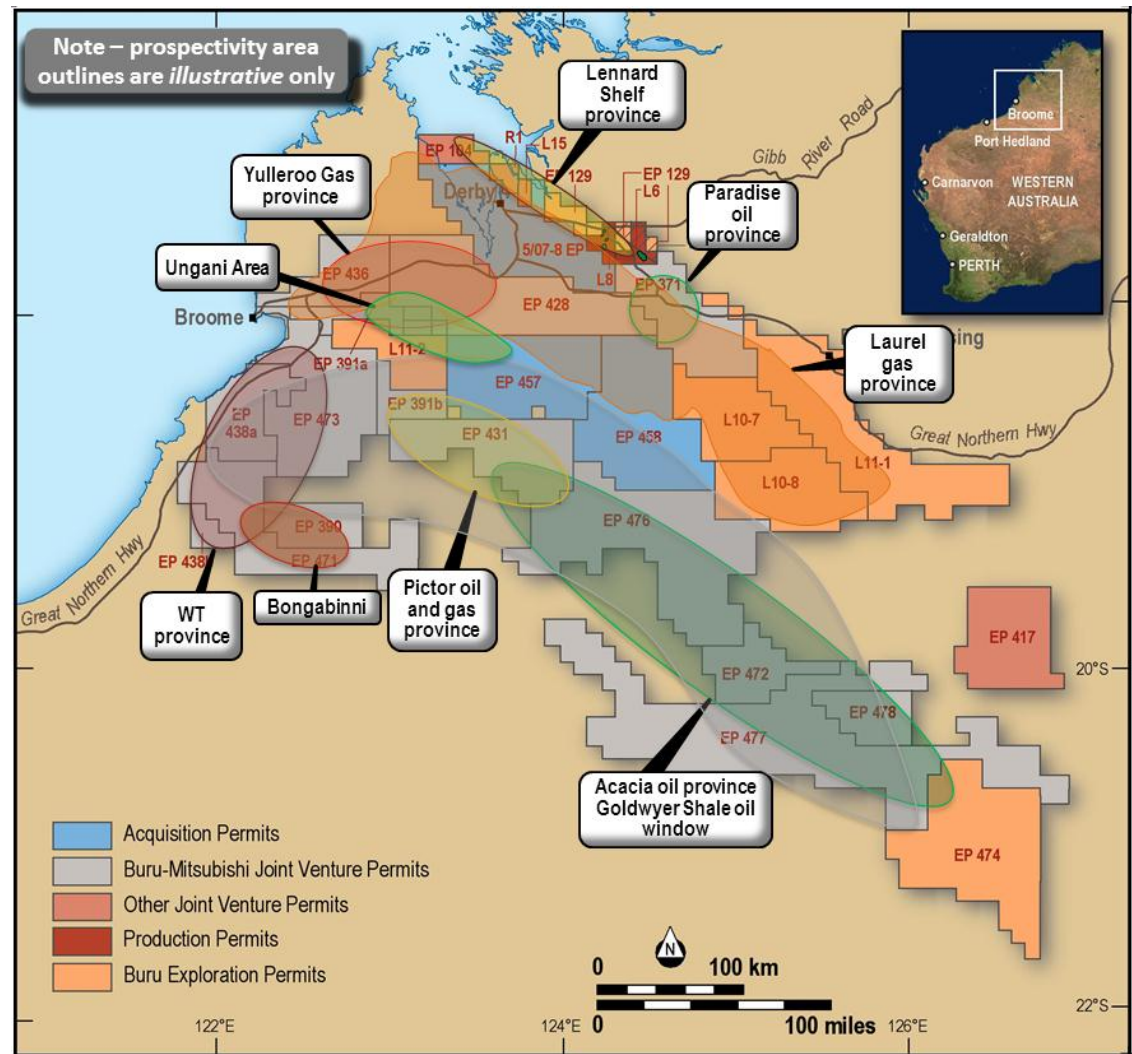 Note – prospectivity area
outlines are illustrative only
Lennard
Shelf
province
Broome
Port Hedland
Carnarvon
WESTERN
AUSTRALIA
Geraldton
PERTH
Gibb River Road
R1
L15
EP 104
EP 129
EP 129
L6
Derby
Yulleroo Gas
province
Paradise
oil
province
5/07-8 EP
L8
EP 371
Ungani Area
EP 436
EP 428
Broome
Laurel
gas
province
sing
EP 391a
L11-2
EP 457
EP 391b
EP
438a
EP 473
EP 431
EP 458
L10-7
Great Northern Hwy
L11-1
L10-8
EP 390
EP 476
EP 471
EP 438
Great Northern Hwy
WT
province
Bongabinni
Pictor oil
and gas
province
EP 417
20°S
EP 472
EP 478
EP 477
Acacia oil province
Goldwyer Shale oil
window
EP 474
Acquisition Permits
Buru-Mitsubishi Joint Venture Permits
Other Joint Venture Permits
Production Permits
Buru Exploration Permits
N
0 100 km
0 100 miles
122°E
124°E
126°E
22°S